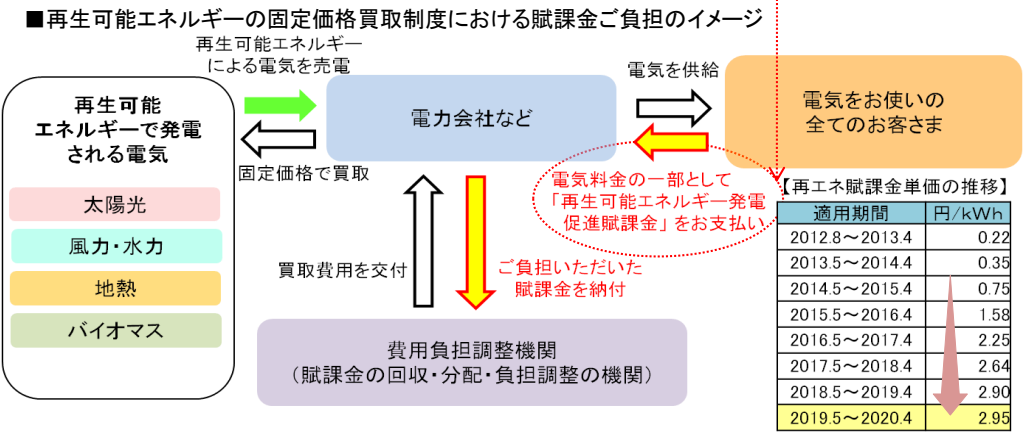 ■再生可能エネルギーの固定価格買取制度における賦課金ご負担のイメージ
再生可能エネルギー
による電気を売電
再生可能
エネルギーで発電
される電気
太陽光
風力・水力
地熱
バイオマス
固定価格で買取
電力会社など
電気を供給
電気をお使いの
全てのお客さま
電気料金の一部として
「再生可能エネルギー発電
促進賦課金」をお支払い
買取費用を交付
ご負担いただいた
賦課金を納付
費用負担調整機関
（賦課金の回収・分配・負担調整の機関）
【再エネ賦課金単価の推移】
適用期間 円/kWh
2012.8～2013.4 0.22
2013.5～2014.4 0.35
2014.5～2015.4 0.75
2015.5～2016.4 1.58
2016.5～2017.4 2.25
2017.5～2018.4 2.64
2018.5～2019.4 2.90
2019.5～2020.4 2.95